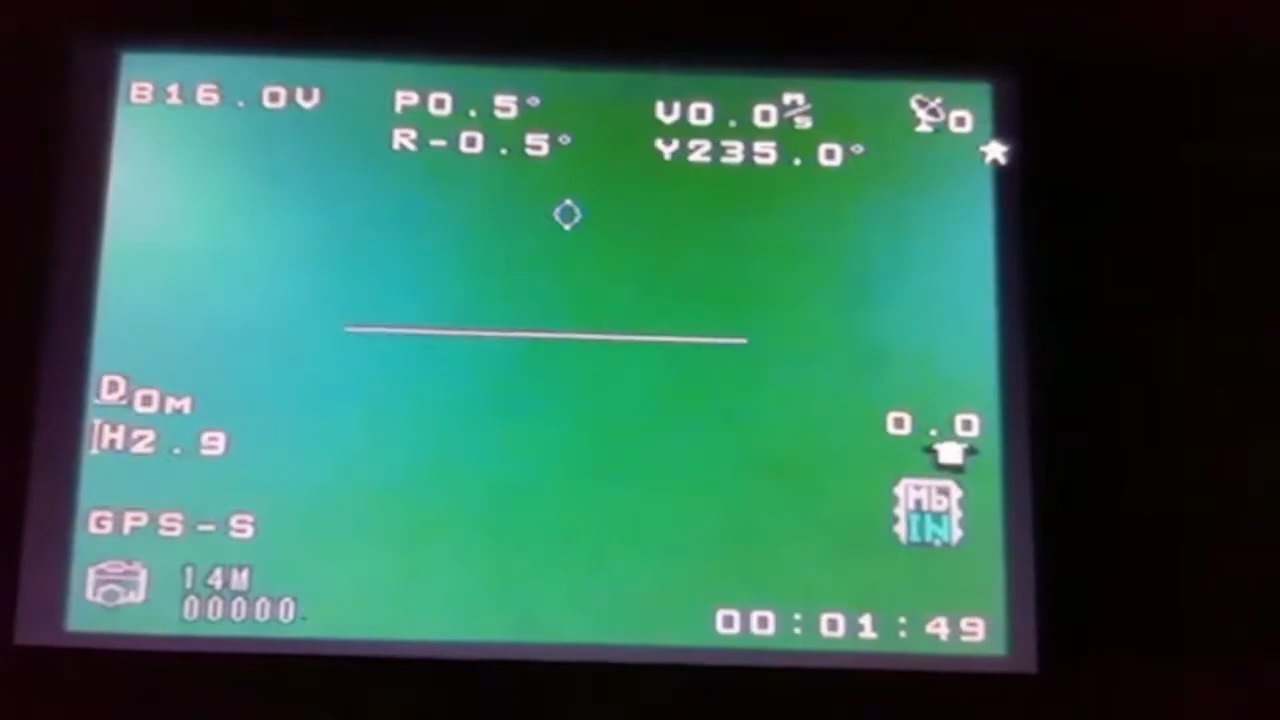 B16.0V P0.5° V0.0m/s 0
R-0.5° Y235.0°
D0M
H2.9
0.0
Mb
IN
GPS-S
14M
00000
00:01:49